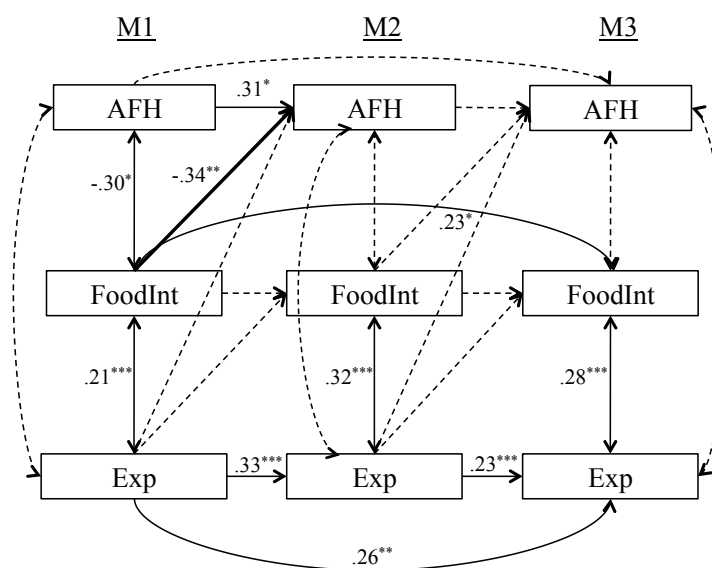 M1 M2 M3
.31*
AFH AFH AFH
-.30* -.34**
.23*
FoodInt FoodInt FoodInt
.21*** .32*** .28***
.33*** .23***
Exp Exp Exp
.26**